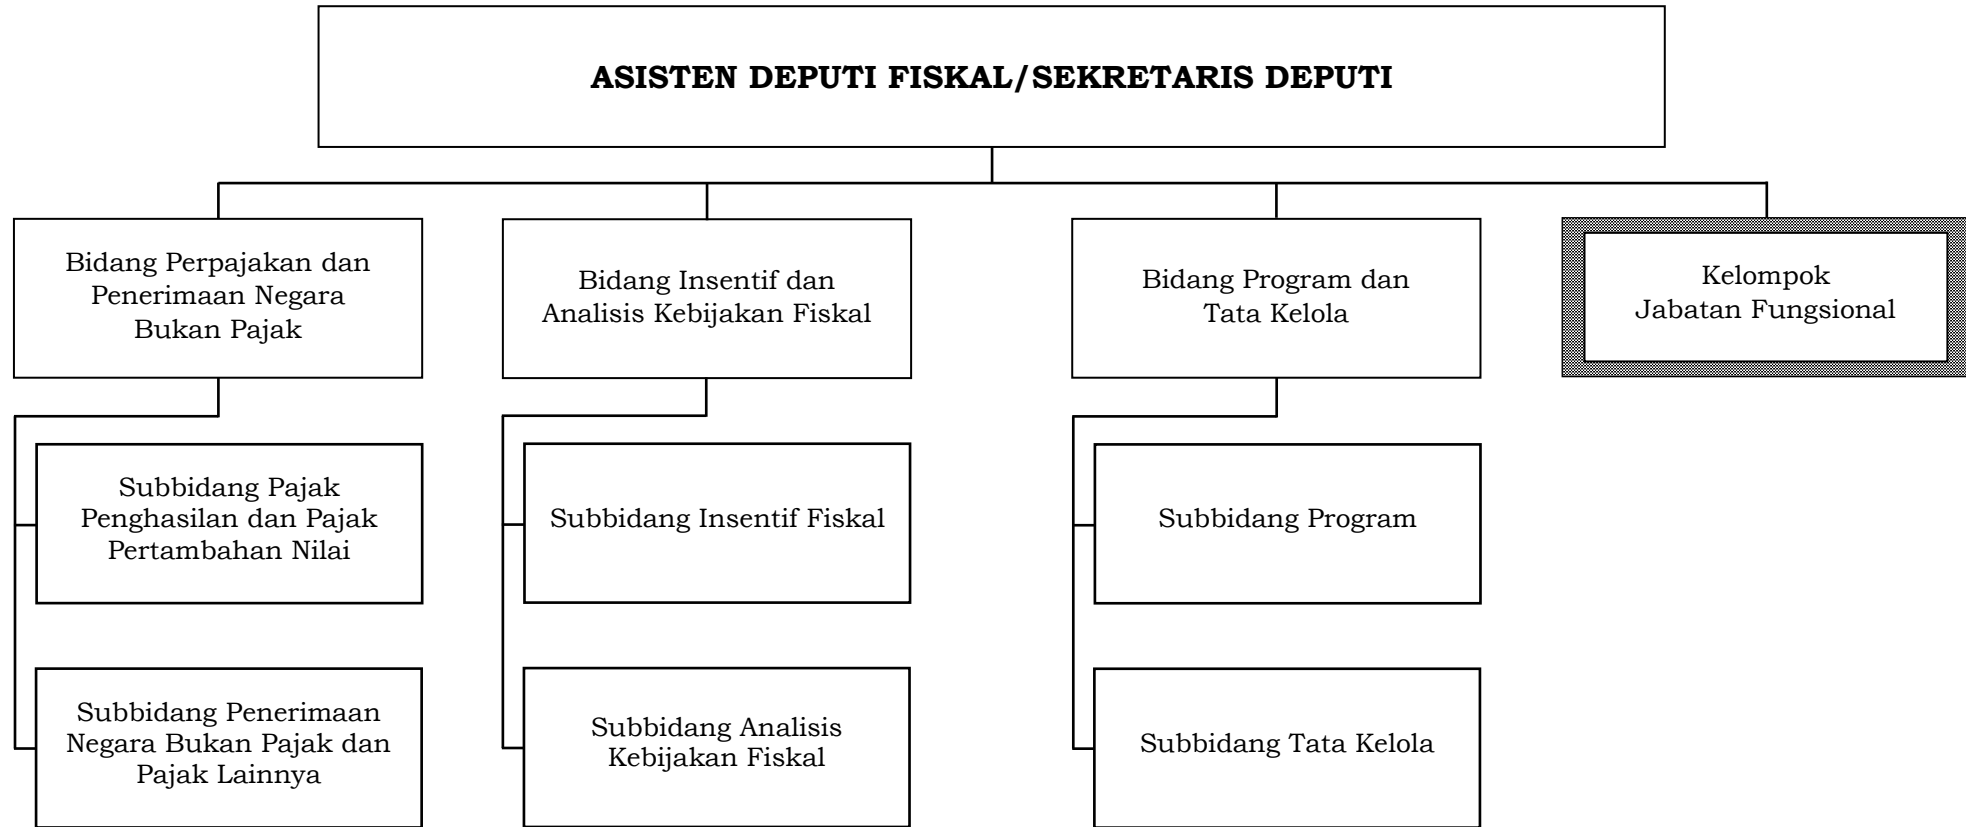 ASISTEN DEPUTI FISKAL/SEKRETARIS DEPUTI
Bidang Perpajakan dan
Penerimaan Negara
Bukan Pajak
Bidang Insentif dan
Analisis Kebijakan Fiskal
Bidang Program dan
Tata Kelola
Kelompok
Jabatan Fungsional
Subbidang Pajak
Penghasilan dan Pajak
Pertambahan Nilai
Subbidang Insentif Fiskal
Subbidang Program
Subbidang Penerimaan
Negara Bukan Pajak dan
Pajak Lainnya
Subbidang Analisis
Kebijakan Fiskal
Subbidang Tata Kelola